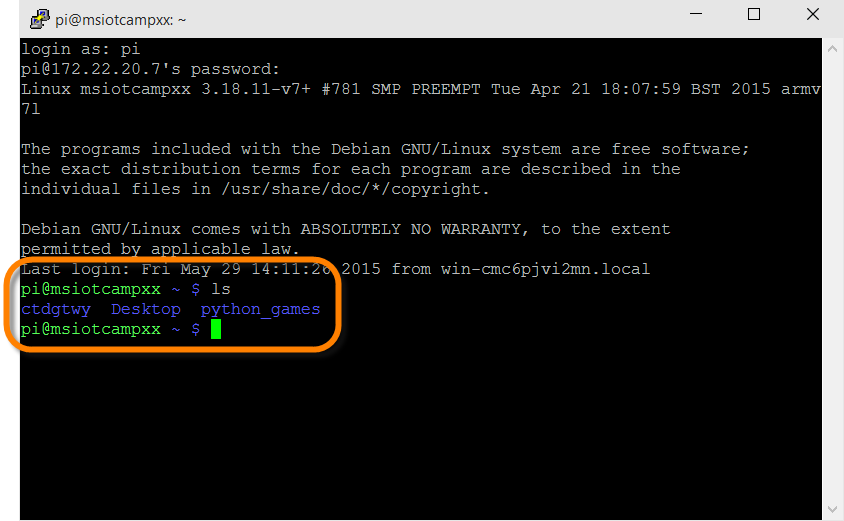 pi@msiotcampxx: ~
login as: pi
pi@172.22.20.7's password:
Linux msiotcampxx 3.18.11-v7+ #781 SMP PREEMPT Tue Apr 21 18:07:59 BST 2015 armv
7l
The programs included with the Debian GNU/Linux system are free software;
the exact distribution terms for each program are described in the
individual files in /usr/share/doc/*/copyright.
Debian GNU/Linux comes with ABSOLUTELY NO WARRANTY, to the extent
permitted by applicable law.
Last login: Fri May 29 14:11:26 2015 from win-cmc6pjvi2mn.local
pi@msiotcampxx ~ $ ls
ctdgtwy  Desktop  python_games
pi@msiotcampxx ~ $